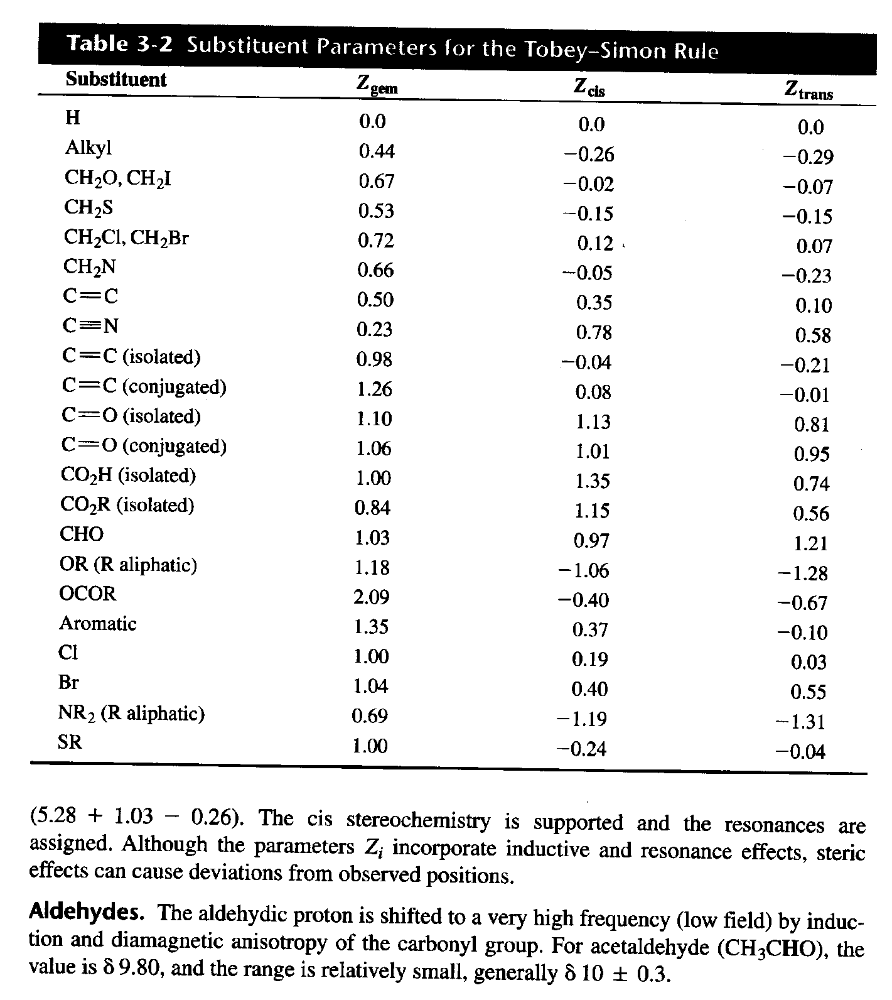 Table 3-2 Substituent Parameters for the Tobey–Simon Rule
Substituent Zgem Zcis Ztrans
H 0.0 0.0 0.0
Alkyl 0.44 −0.26 −0.29
CH₂O, CH₂I 0.67 −0.02 −0.07
CH₂S 0.53 −0.15 −0.15
CH₂Cl, CH₂Br 0.72 0.12 0.07
CH₂N 0.66 −0.05 −0.23
C=C 0.50 0.35 0.10
C≡N 0.23 0.78 0.58
C=C (isolated) 0.98 −0.04 −0.21
C=C (conjugated) 1.26 0.08 −0.01
C=O (isolated) 1.10 1.13 0.81
C=O (conjugated) 1.06 1.01 0.95
CO₂H (isolated) 1.00 1.35 0.74
CO₂R (isolated) 0.84 1.15 0.56
CHO 1.03 0.97 1.21
OR (R aliphatic) 1.18 −1.06 −1.28
OCOR 2.09 −0.40 −0.67
Aromatic 1.35 0.37 −0.10
Cl 1.00 0.19 0.03
Br 1.04 0.40 0.55
NR₂ (R aliphatic) 0.69 −1.19 −1.31
SR 1.00 −0.24 −0.04
(5.28 + 1.03 − 0.26). The cis stereochemistry is supported and the resonances are
assigned. Although the parameters Zᵢ incorporate inductive and resonance effects, steric
effects can cause deviations from observed positions.
Aldehydes. The aldehydic proton is shifted to a very high frequency (low field) by induc-
tion and diamagnetic anisotropy of the carbonyl group. For acetaldehyde (CH₃CHO), the
value is δ 9.80, and the range is relatively small, generally δ 10 ± 0.3.